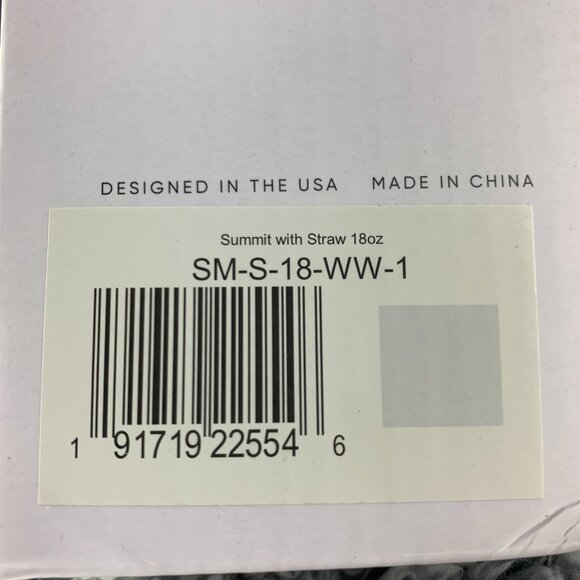 DESIGNED IN THE USA MADE IN CHINA
Summit with Straw 18oz
SM-S-18-WW-1
1 91719 22554 6